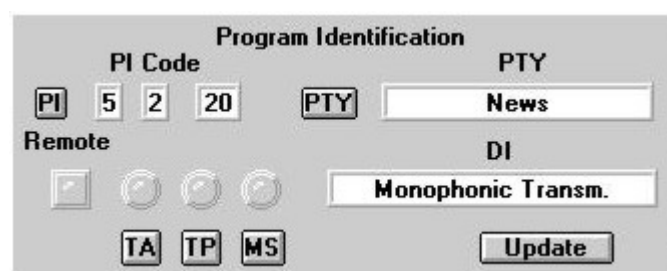 Program Identification
PI Code
PTY
PI 5 2 20 PTY News
Remote
DI
Monophonic Transm.
TA TP MS Update